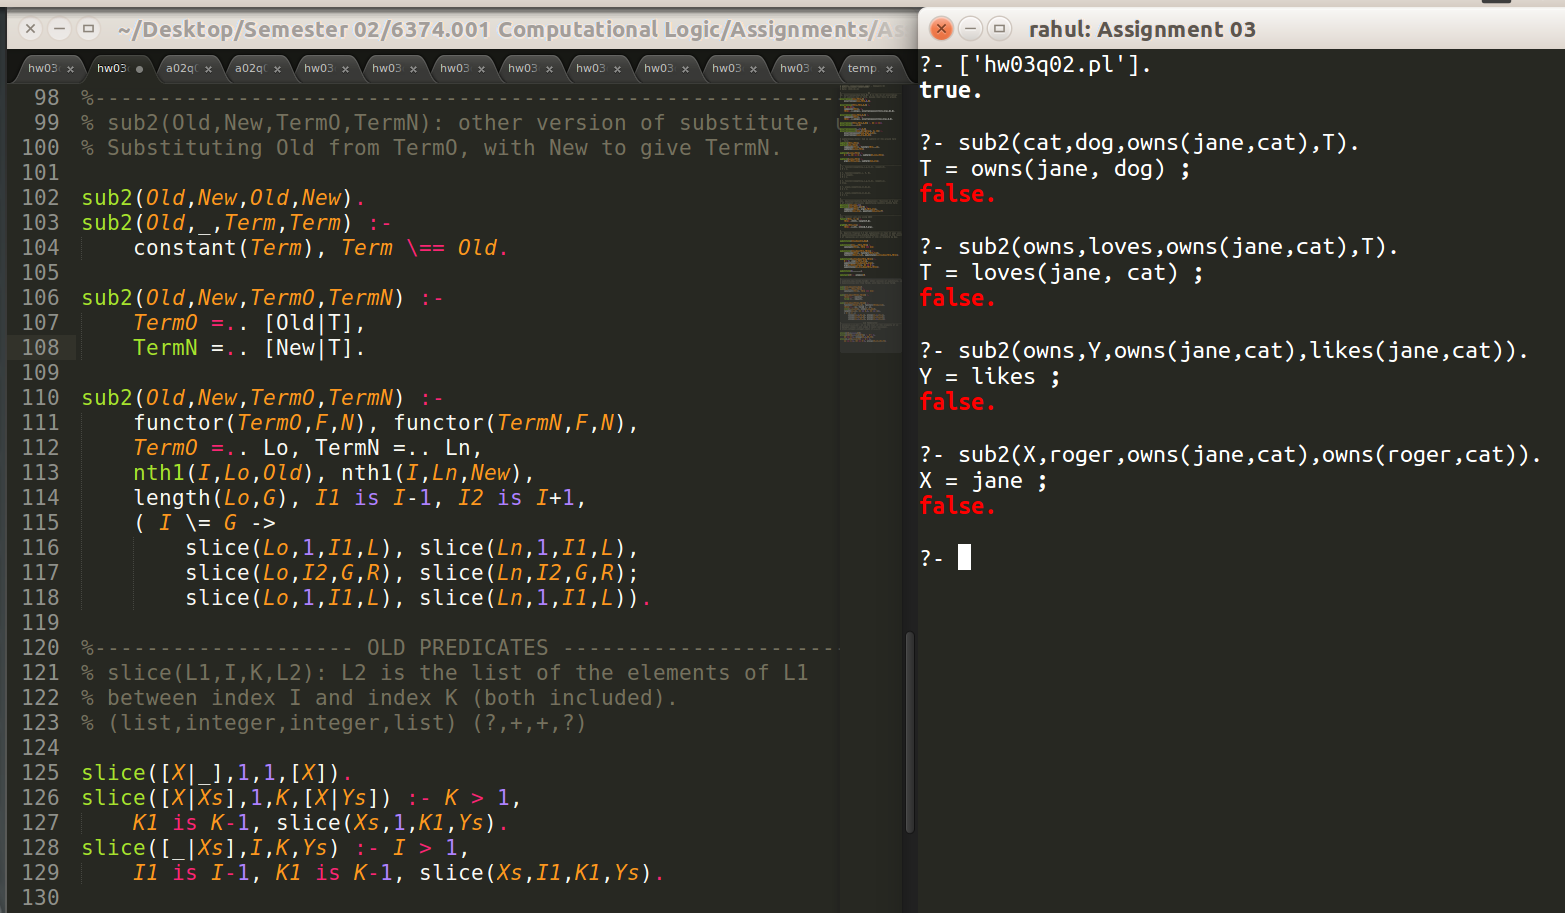 ~/Desktop/Semester 02/6374.001 Computational Logic/Assignments/As
hw03 hw03 a02q0 a02q0 hw03 hw03 hw03 hw03 hw03 hw03 hw03 hw03 temp.
98 %----------------------------------------------------------
99 % sub2(Old,New,TermO,TermN): other version of substitute, u
100 % Substituting Old from TermO, with New to give TermN.
101
102 sub2(Old,New,Old,New).
103 sub2(Old,_,Term,Term) :-
104     constant(Term), Term \== Old.
105
106 sub2(Old,New,TermO,TermN) :-
107     TermO =.. [Old|T],
108     TermN =.. [New|T].
109
110 sub2(Old,New,TermO,TermN) :-
111     functor(TermO,F,N), functor(TermN,F,N),
112     TermO =.. Lo, TermN =.. Ln,
113     nth1(I,Lo,Old), nth1(I,Ln,New),
114     length(Lo,G), I1 is I-1, I2 is I+1,
115     ( I \= G ->
116         slice(Lo,1,I1,L), slice(Ln,1,I1,L),
117         slice(Lo,I2,G,R), slice(Ln,I2,G,R);
118         slice(Lo,1,I1,L), slice(Ln,1,I1,L)).
119
120 %-------------------- OLD PREDICATES ---------------------
121 % slice(L1,I,K,L2): L2 is the list of the elements of L1
122 % between index I and index K (both included).
123 % (list,integer,integer,list) (?,+,+,?)
124
125 slice([X|_],1,1,[X]).
126 slice([X|Xs],1,K,[X|Ys]) :- K > 1,
127     K1 is K-1, slice(Xs,1,K1,Ys).
128 slice([_|Xs],I,K,Ys) :- I > 1,
129     I1 is I-1, K1 is K-1, slice(Xs,I1,K1,Ys).
130
rahul: Assignment 03
?- ['hw03q02.pl'].
true.
?- sub2(cat,dog,owns(jane,cat),T).
T = owns(jane, dog) ;
false.
?- sub2(owns,loves,owns(jane,cat),T).
T = loves(jane, cat) ;
false.
?- sub2(owns,Y,owns(jane,cat),likes(jane,cat)).
Y = likes ;
false.
?- sub2(X,roger,owns(jane,cat),owns(roger,cat)).
X = jane ;
false.
?-